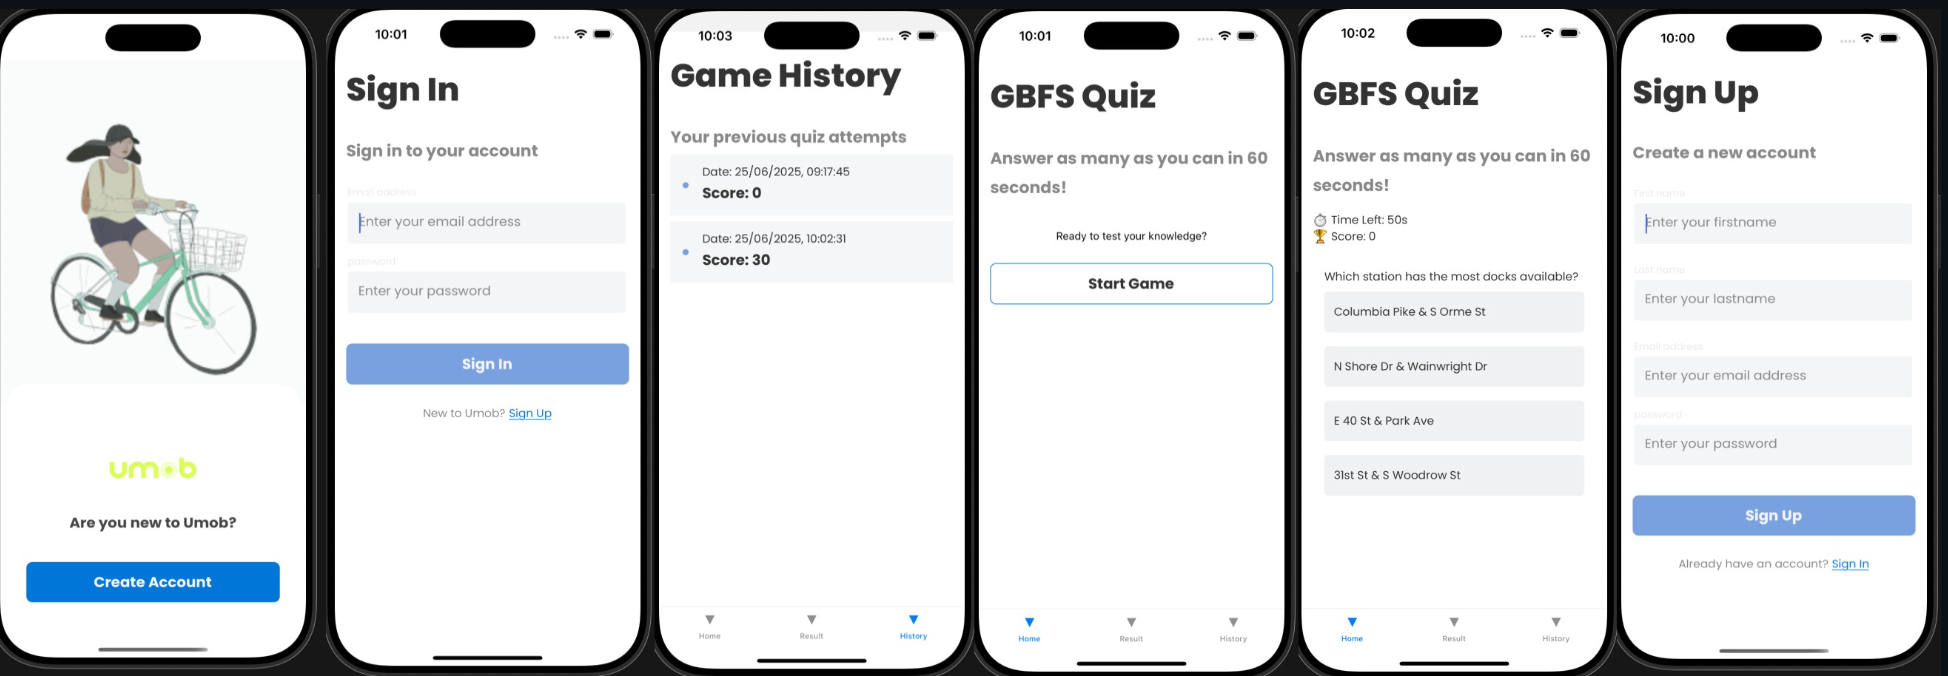 umob
Are you new to Umob?
Create Account
10:01
Sign In
Sign in to your account
Email address
Enter your email address
password
Enter your password
Sign In
New to Umob? Sign Up
10:03
Game History
Your previous quiz attempts
Date: 25/06/2025, 09:17:45
Score: 0
Date: 25/06/2025, 10:02:31
Score: 30
Home
Result
History
10:01
GBFS Quiz
Answer as many as you can in 60
seconds!
Ready to test your knowledge?
Start Game
Home
Result
History
10:02
GBFS Quiz
Answer as many as you can in 60
seconds!
Time Left: 50s
Score: 0
Which station has the most docks available?
Columbia Pike & S Orme St
N Shore Dr & Wainwright Dr
E 40 St & Park Ave
31st St & S Woodrow St
Home
Result
History
10:00
Sign Up
Create a new account
First name
Enter your firstname
Last name
Enter your lastname
Email address
Enter your email address
password
Enter your password
Sign Up
Already have an account? Sign In